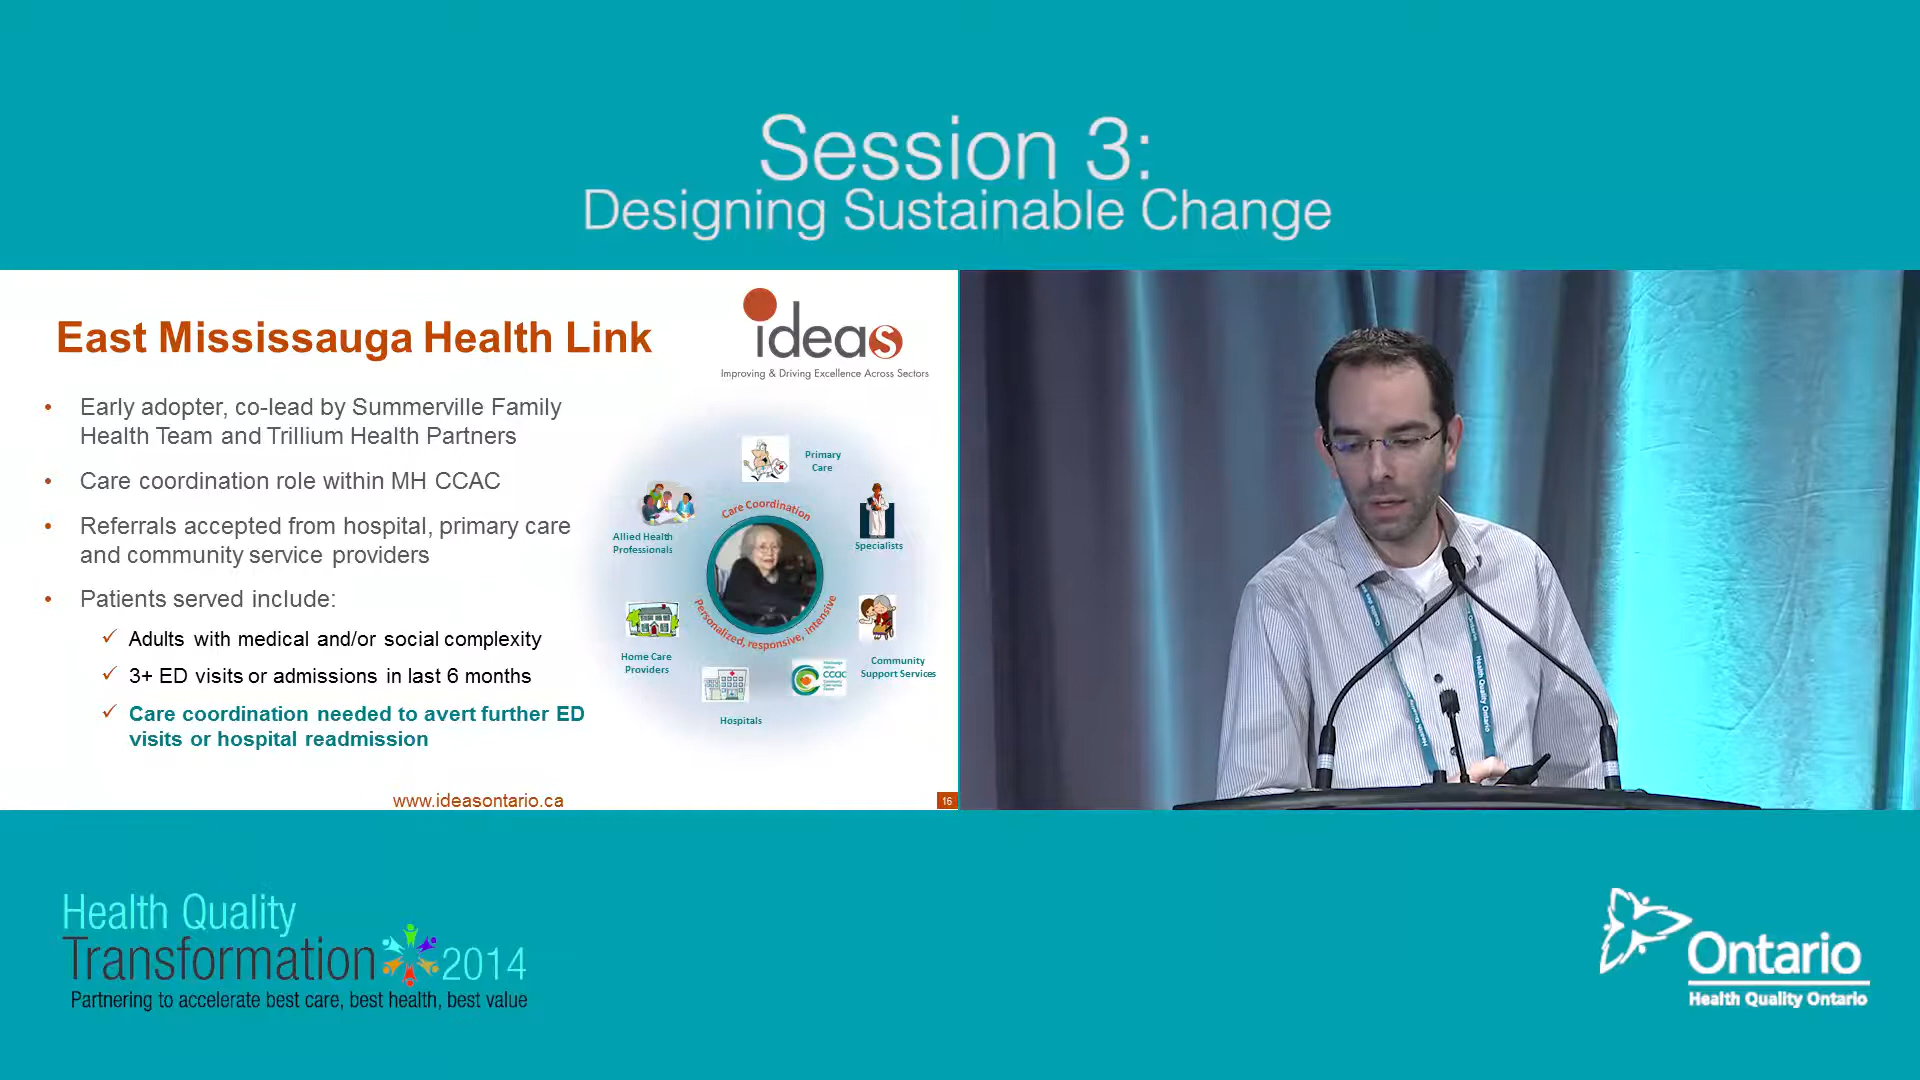 Session 3:
Designing Sustainable Change
East Mississauga Health Link
ideas
Improving & Driving Excellence Across Sectors
• Early adopter, co-lead by Summerville Family
Health Team and Trillium Health Partners
• Care coordination role within MH CCAC
• Referrals accepted from hospital, primary care
and community service providers
• Patients served include:
✓ Adults with medical and/or social complexity
✓ 3+ ED visits or admissions in last 6 months
✓ Care coordination needed to avert further ED
visits or hospital readmission
Primary
Care
Care Coordination
Specialists
Allied Health
Professionals
Personalized, responsive, intensive
Home Care
Providers
CCAC
Community
Support Services
Hospitals
www.ideasontario.ca
16
Health Quality Ontario
Health Quality
Transformation 2014
Partnering to accelerate best care, best health, best value
Ontario
Health Quality Ontario